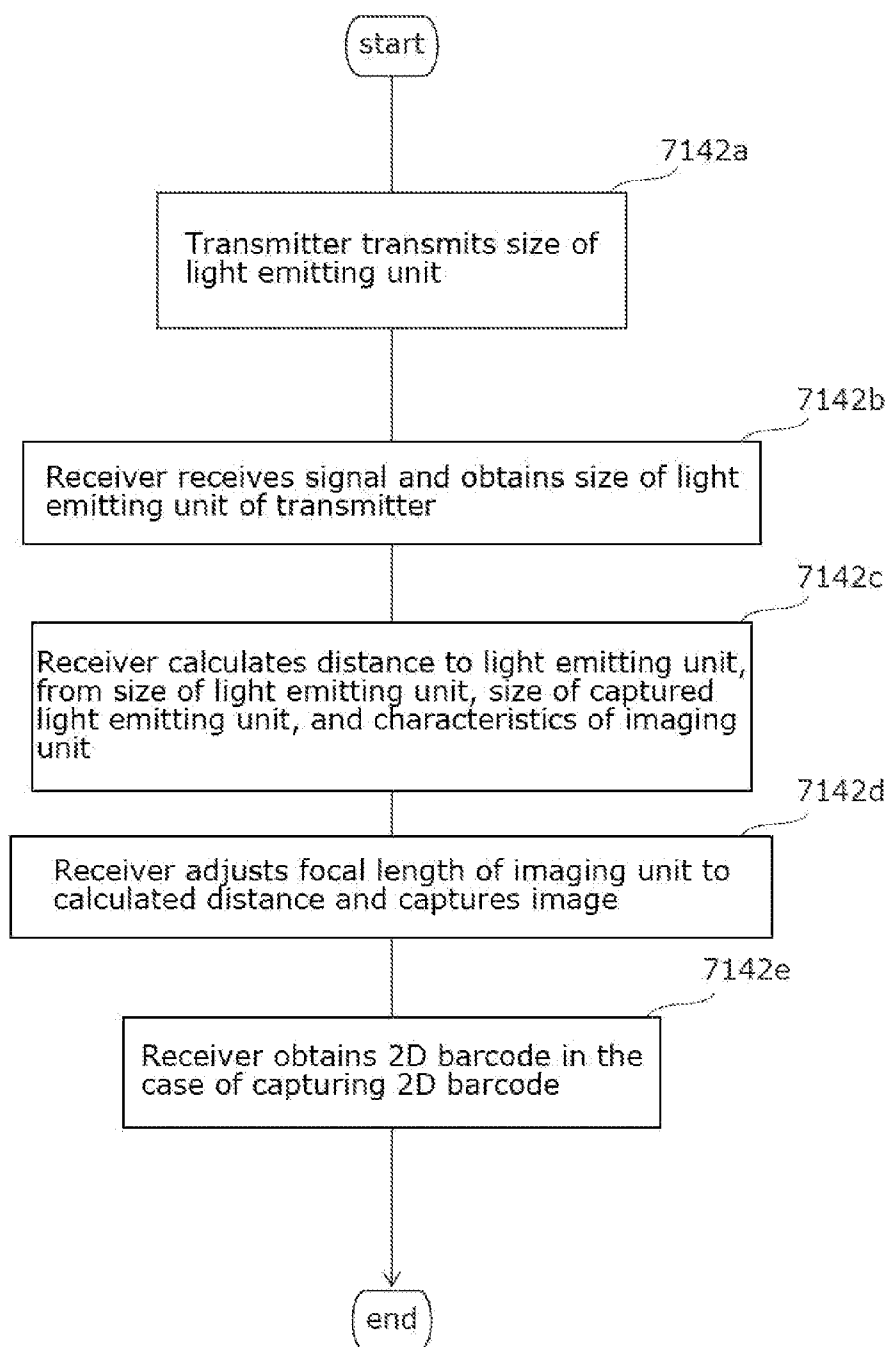 start
7142a
Transmitter transmits size of
light emitting unit
7142b
Receiver receives signal and obtains size of light
emitting unit of transmitter
7142c
Receiver calculates distance to light emitting unit,
from size of light emitting unit, size of captured
light emitting unit, and characteristics of imaging
unit
7142d
Receiver adjusts focal length of imaging unit to
calculated distance and captures image
7142e
Receiver obtains 2D barcode in the
case of capturing 2D barcode
end